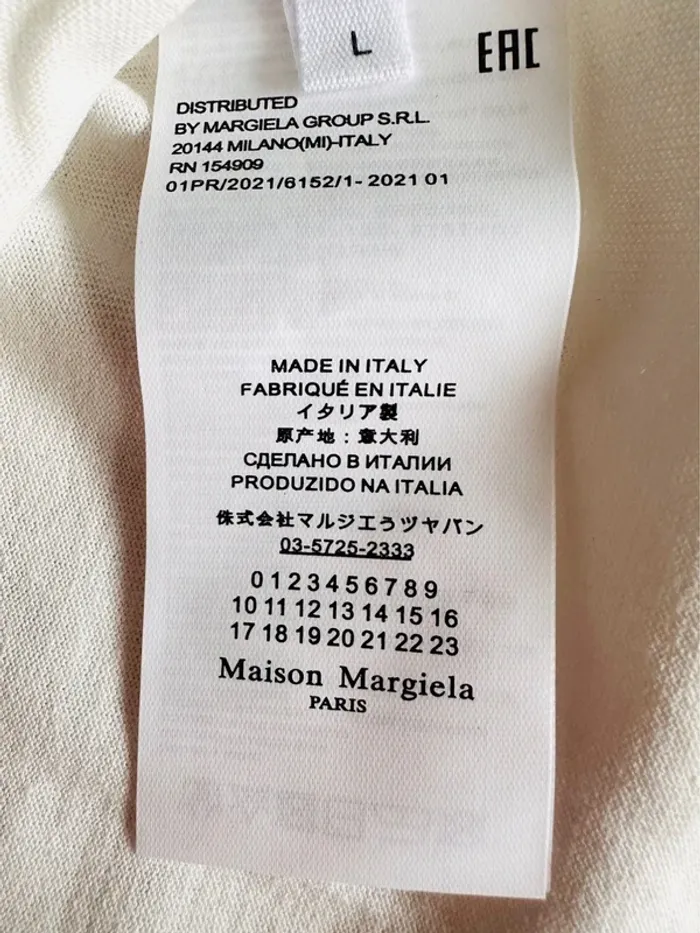 L
EAC
DISTRIBUTED
BY MARGIELA GROUP S.R.L.
20144 MILANO(MI)-ITALY
RN 154909
01PR/2021/6152/1- 2021 01
MADE IN ITALY
FABRIQUÉ EN ITALIE
イタリア製
原产地：意大利
СДЕЛАНО В ИТАЛИИ
PRODUZIDO NA ITALIA
侏式会社マルジエうヅヤパン
03-5725-2333
0 1 2 3 4 5 6 7 8 9
10 11 12 13 14 15 16
17 18 19 20 21 22 23
Maison Margiela
PARIS